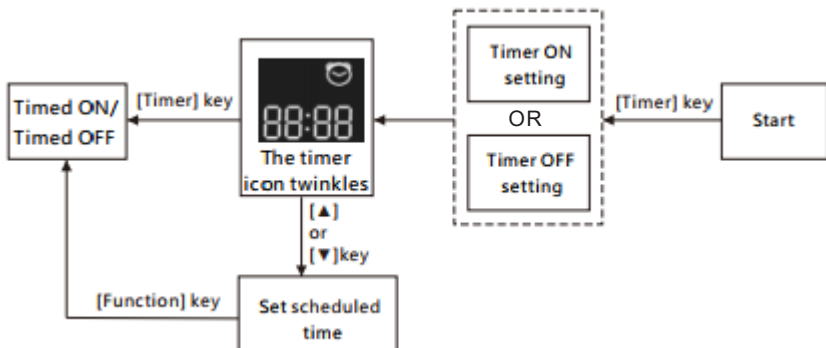 Timed ON/
Timed OFF
[Timer] key
88:88
The timer
icon twinkles
Timer ON
setting
OR
Timer OFF
setting
[Timer] key
Start
[▲]
or
[▼]key
[Function] key
Set scheduled
time